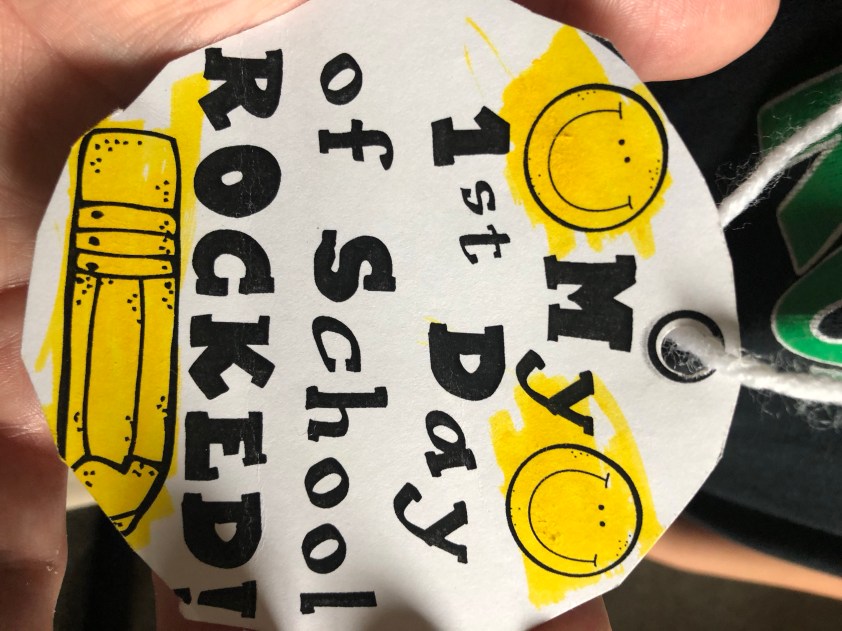 My
1st Day
of School
ROCKED!